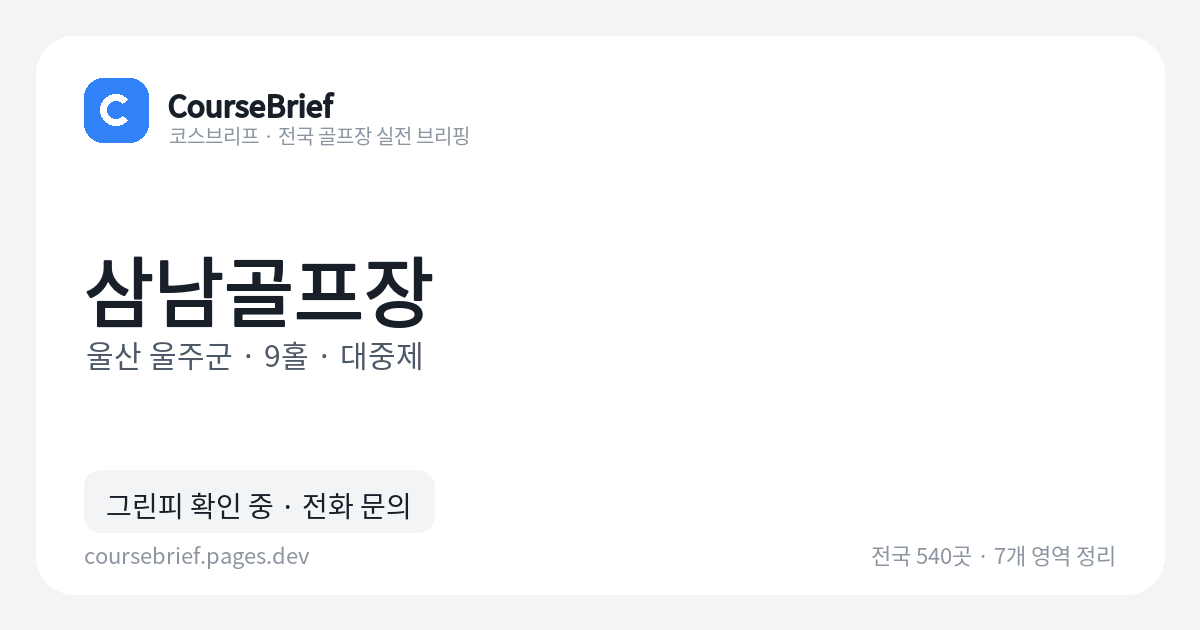 C
CourseBrief
코스브리프 · 전국 골프장 실전 브리핑
삼남골프장
울산 울주군 · 9홀 · 대중제
그린피 확인 중 · 전화 문의
coursebrief.pages.dev
전국 540곳 · 7개 영역 정리